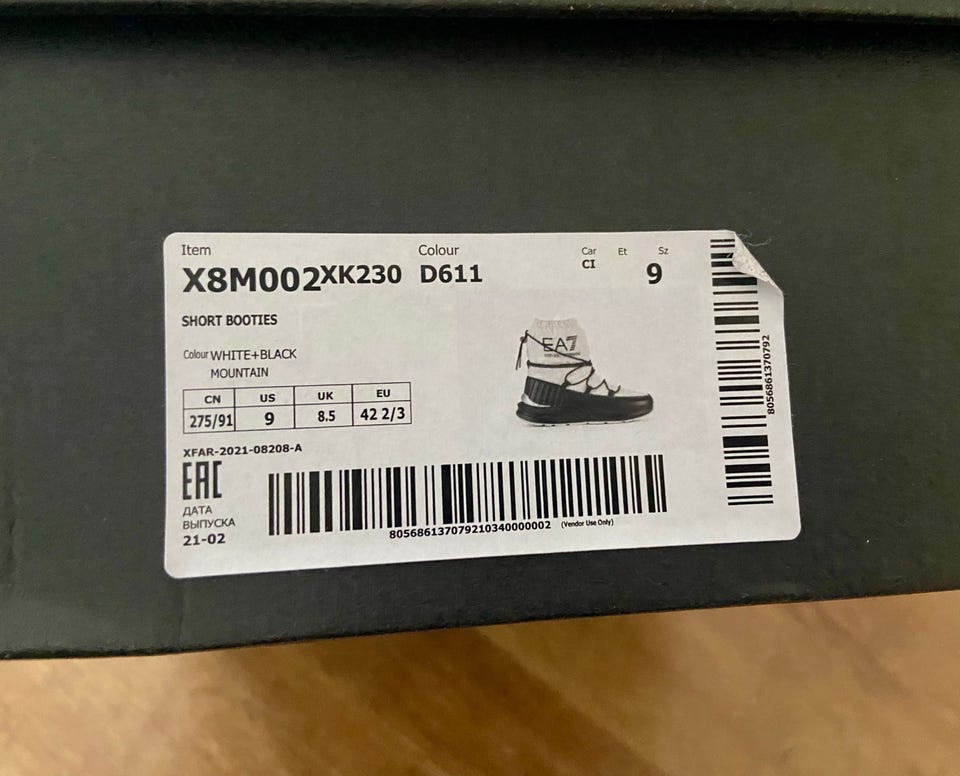 Item Colour Car Et Sz
X8M002XK230 D611 CI 9
SHORT BOOTIES
Colour WHITE+BLACK
MOUNTAIN
EA7
CN US UK EU
275/91 9 8.5 42 2/3
XFAR-2021-08208-A
EAC
ДАТА
ВЫПУСКА
21-02
805686137079210340000002 (Vendor Use Only)
8056861370792